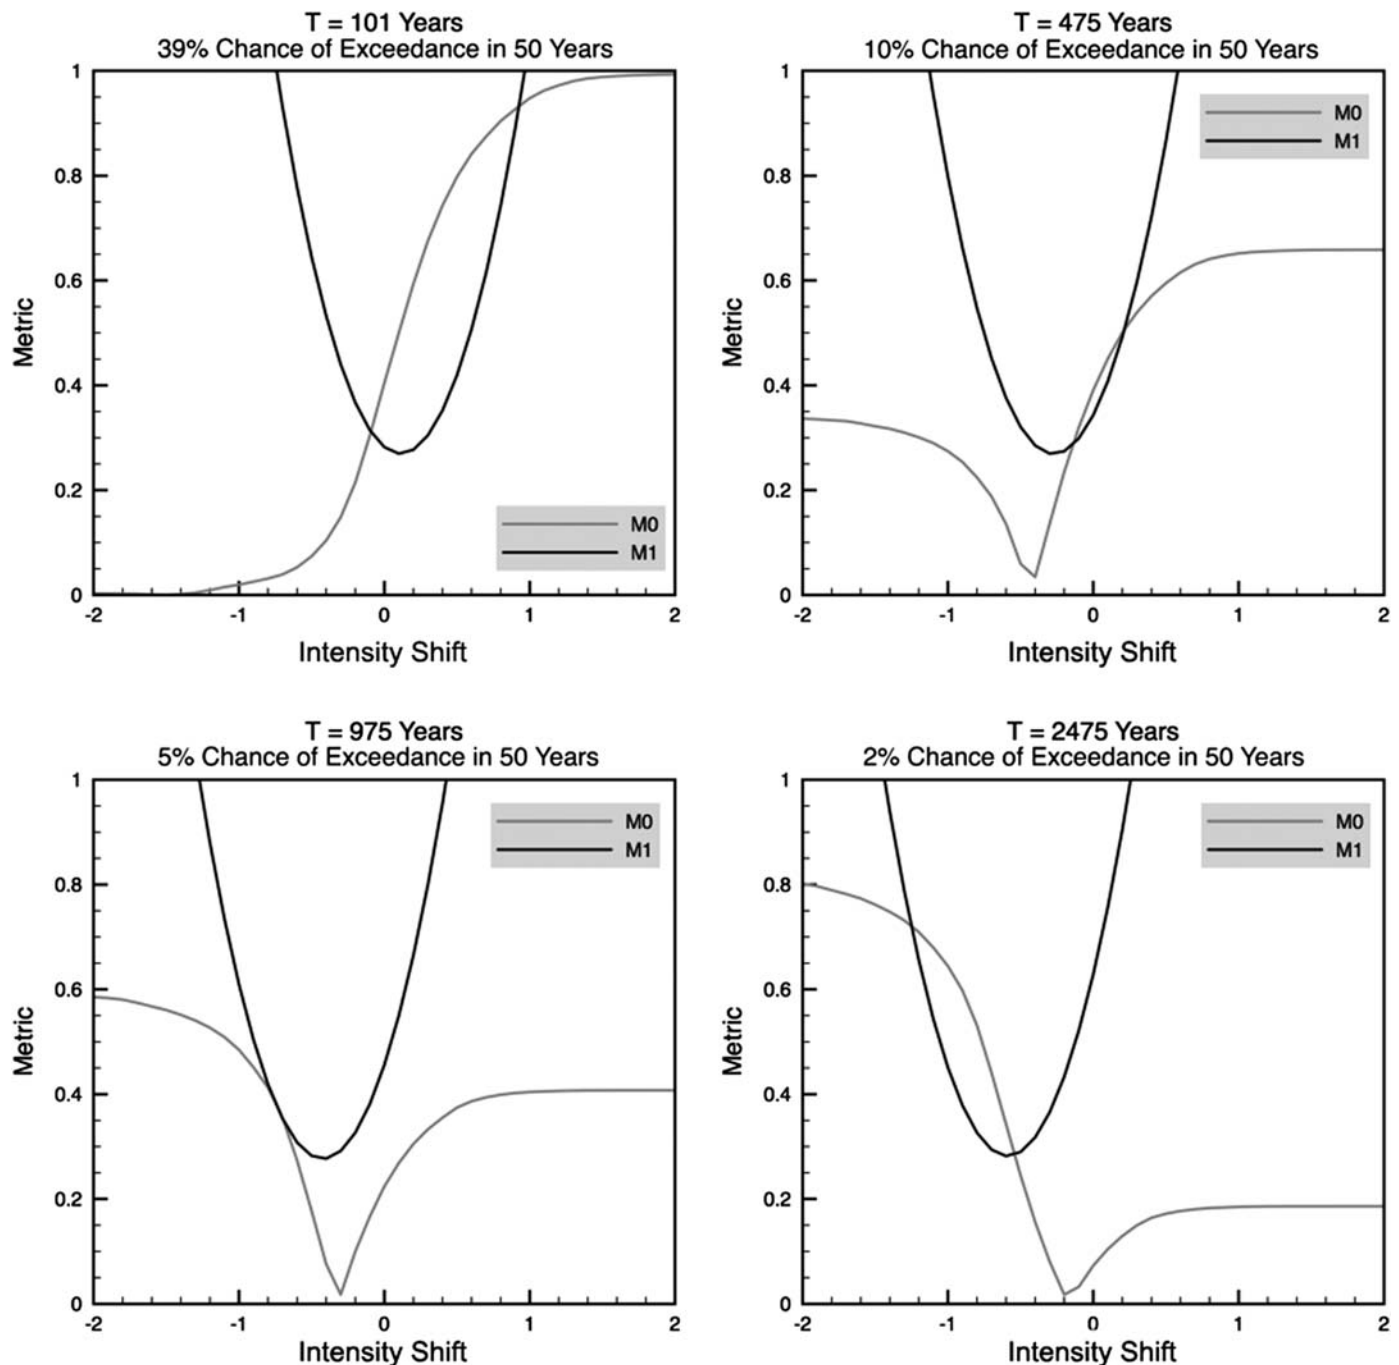 T = 101 Years
39% Chance of Exceedance in 50 Years
1
0.8
0.6
0.4
0.2
0
Metric
M0
M1
-2
-1
0
1
2
Intensity Shift
T = 475 Years
10% Chance of Exceedance in 50 Years
1
0.8
0.6
0.4
0.2
0
Metric
M0
M1
-2
-1
0
1
2
Intensity Shift
T = 975 Years
5% Chance of Exceedance in 50 Years
1
0.8
0.6
0.4
0.2
0
Metric
M0
M1
-2
-1
0
1
2
Intensity Shift
T = 2475 Years
2% Chance of Exceedance in 50 Years
1
0.8
0.6
0.4
0.2
0
Metric
M0
M1
-2
-1
0
1
2
Intensity Shift